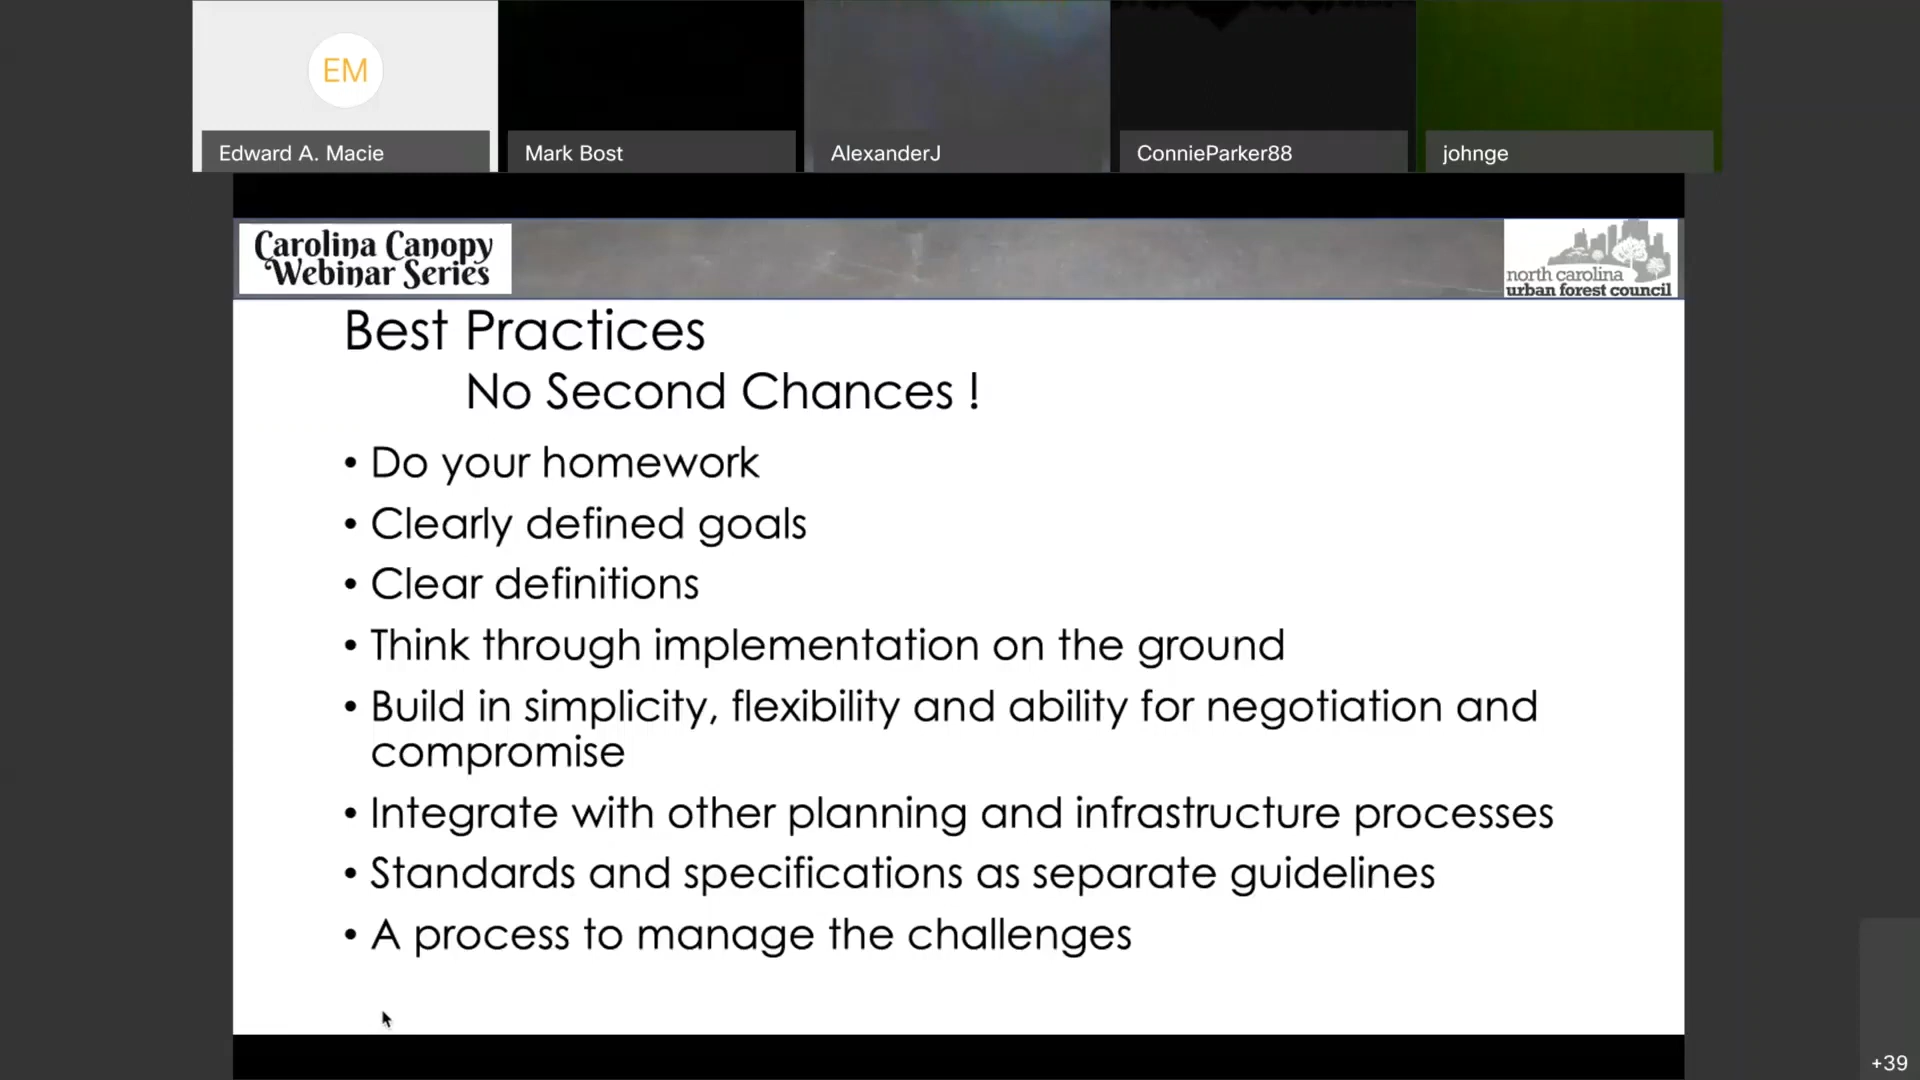 EM
Edward A. Macie
Mark Bost
AlexanderJ
ConnieParker88
johnge
Carolina Canopy
Webinar Series
north carolina
urban forest council
Best Practices
No Second Chances !
• Do your homework
• Clearly defined goals
• Clear definitions
• Think through implementation on the ground
• Build in simplicity, flexibility and ability for negotiation and
compromise
• Integrate with other planning and infrastructure processes
• Standards and specifications as separate guidelines
• A process to manage the challenges
+39